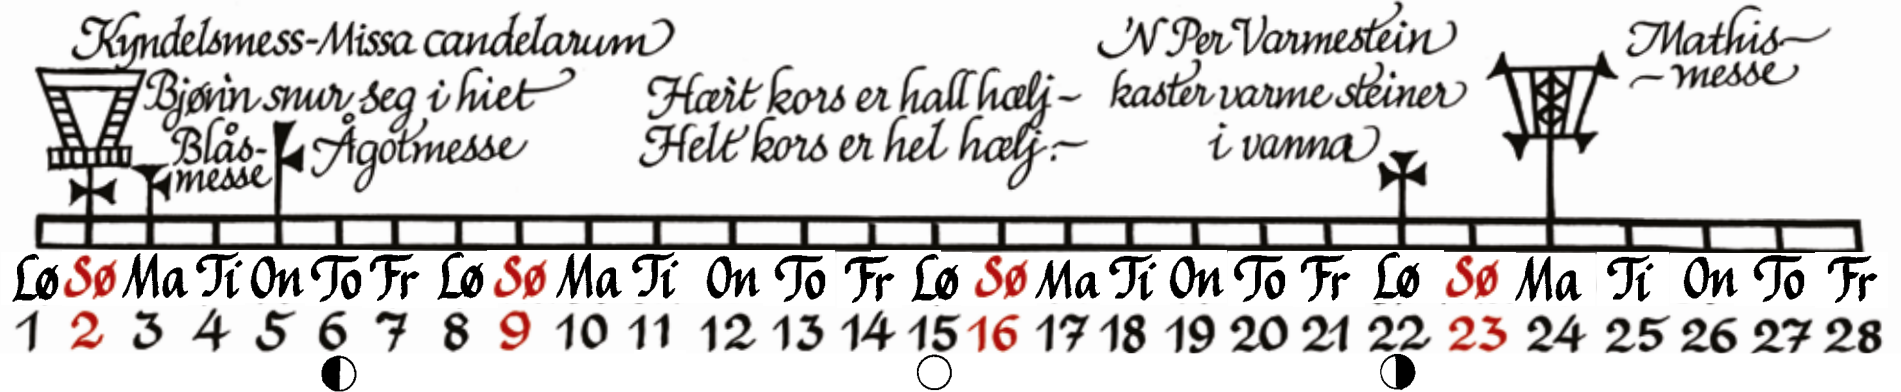 Kyndelsmess-Missa candelarum
Bjønn snur seg i hiet
Blås-
messe
Ågotmesse
Hært kors er hall hælj-
Helt kors er hel hælj.-
'N Per Varmestein
kaster varme steiner
i vanna
Mathis-
-messe
Lø Sø Ma Ti On To Fr Lø Sø Ma Ti On To Fr Lø Sø Ma Ti On To Fr Lø Sø Ma Ti On To Fr
1 2 3 4 5 6 7 8 9 10 11 12 13 14 15 16 17 18 19 20 21 22 23 24 25 26 27 28